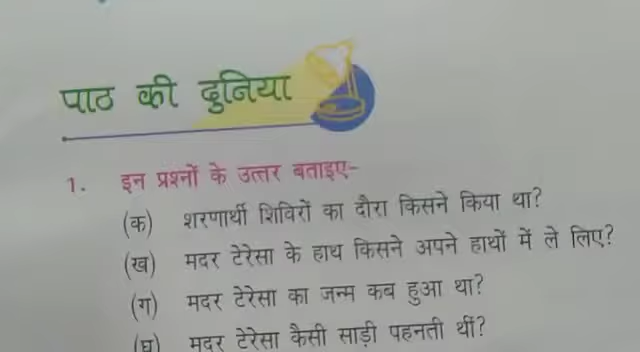 पाठ की दुनिया
1. इन प्रश्नों के उत्तर बताइए-
(क) शरणार्थी शिविरों का दौरा किसने किया था?
(ख) मदर टेरेसा के हाथ किसने अपने हाथों में ले लिए?
(ग) मदर टेरेसा का जन्म कब हुआ था?
(घ) मदर टेरेसा कैसी साड़ी पहनती थीं?